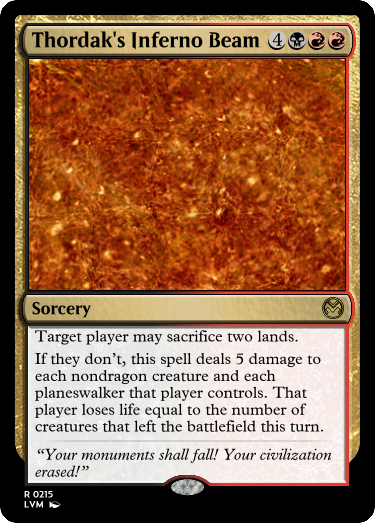 Thordak's Inferno Beam 4
Sorcery
Target player may sacrifice two lands.
If they don't, this spell deals 5 damage to
each nondragon creature and each
planeswalker that player controls. That
player loses life equal to the number of
creatures that left the battlefield this turn.
“Your monuments shall fall! Your civilization
erased!”
R 0215
LVM